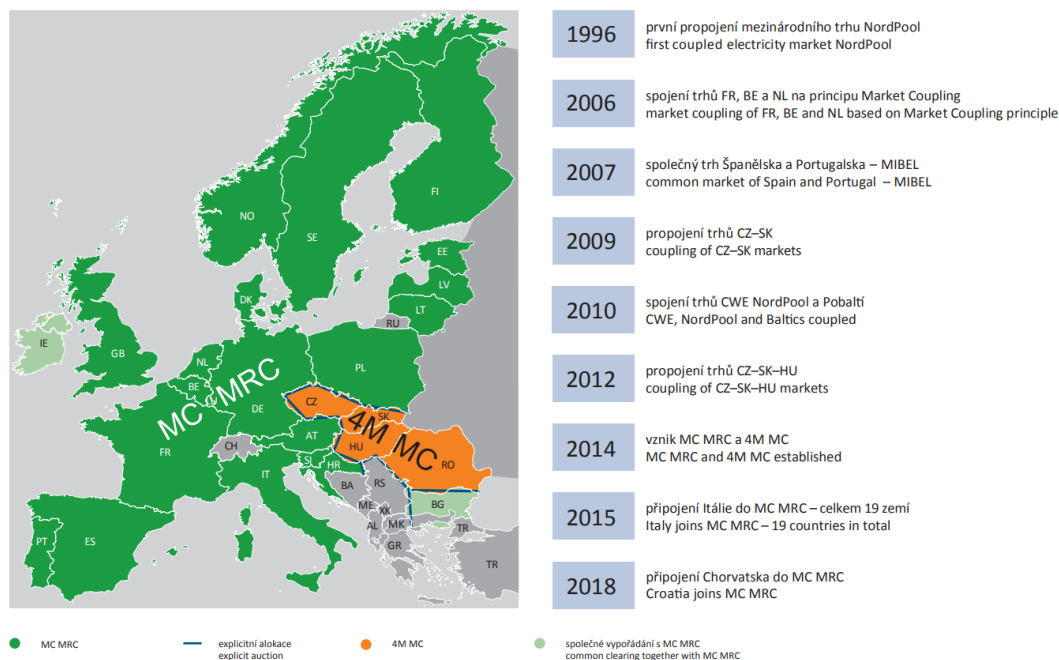 NO
SE
FI
EE
LV
LT
RU
DK
IE
GB
NL
BE
LU
PL
MC MRC
DE
CZ
SK
4M MC
FR
CH
AT
HU
RO
SI
HR
IT
BA
RS
BG
ME
XK
AL
MK
TR
GR
TR
PT
ES
1996
první propojení mezinárodního trhu NordPool
first coupled electricity market NordPool
2006
spojení trhů FR, BE a NL na principu Market Coupling
market coupling of FR, BE and NL based on Market Coupling principle
2007
společný trh Španělska a Portugalska – MIBEL
common market of Spain and Portugal – MIBEL
2009
propojení trhů CZ–SK
coupling of CZ–SK markets
2010
spojení trhů CWE NordPool a Pobaltí
CWE, NordPool and Baltics coupled
2012
propojení trhů CZ–SK–HU
coupling of CZ–SK–HU markets
2014
vznik MC MRC a 4M MC
MC MRC and 4M MC established
2015
připojení Itálie do MC MRC – celkem 19 zemí
Italy joins MC MRC – 19 countries in total
2018
připojení Chorvatska do MC MRC
Croatia joins MC MRC
MC MRC
explicitní alokace
explicit auction
4M MC
společné vypořádání s MC MRC
common clearing together with MC MRC